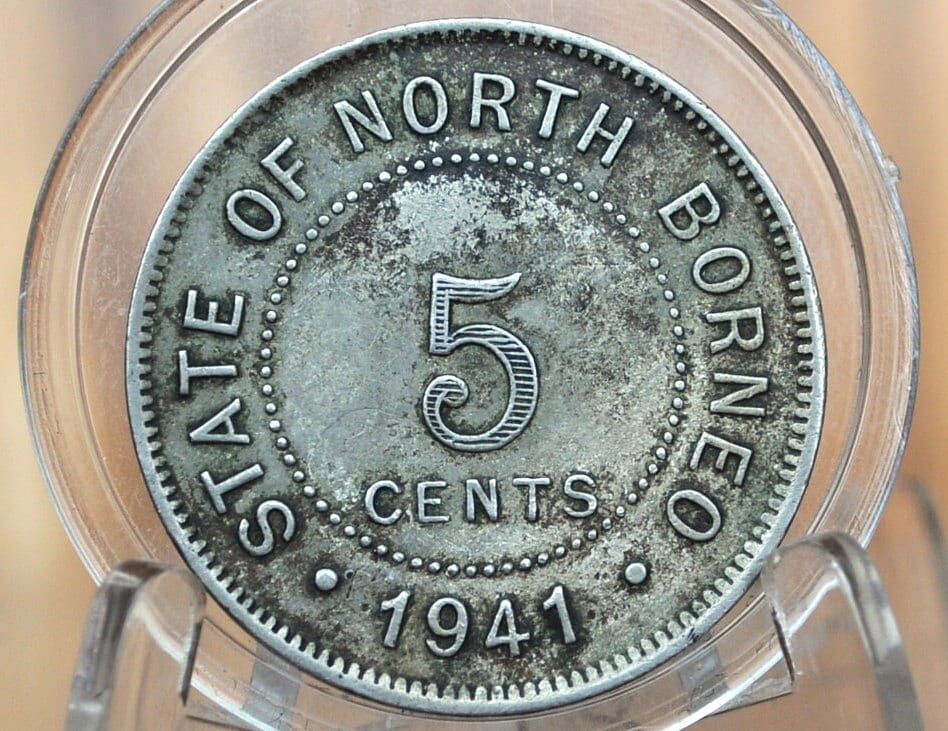 STATE OF NORTH BORNEO
5
CENTS
1941